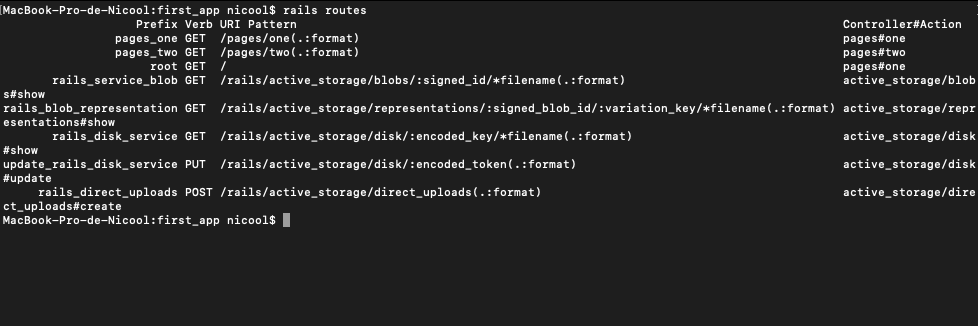 [MacBook-Pro-de-Nicool:first_app nicool$ rails routes
Prefix Verb URI Pattern Controller#Action
pages_one GET /pages/one(.:format) pages#one
pages_two GET /pages/two(.:format) pages#two
root GET / pages#one
rails_service_blob GET /rails/active_storage/blobs/:signed_id/*filename(.:format) active_storage/blob
s#show
rails_blob_representation GET /rails/active_storage/representations/:signed_blob_id/:variation_key/*filename(.:format) active_storage/repr
esentations#show
rails_disk_service GET /rails/active_storage/disk/:encoded_key/*filename(.:format) active_storage/disk
#show
update_rails_disk_service PUT /rails/active_storage/disk/:encoded_token(.:format) active_storage/disk
#update
rails_direct_uploads POST /rails/active_storage/direct_uploads(.:format) active_storage/dire
ct_uploads#create
MacBook-Pro-de-Nicool:first_app nicool$